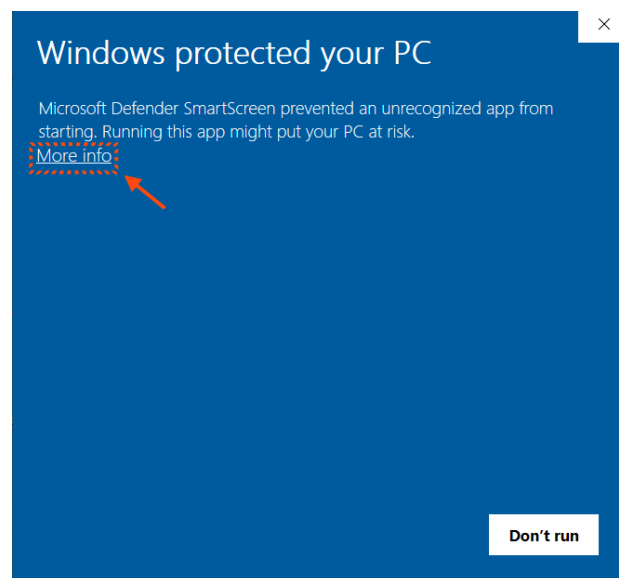 Windows protected your PC
Microsoft Defender SmartScreen prevented an unrecognized app from
starting. Running this app might put your PC at risk.
More info
Don’t run